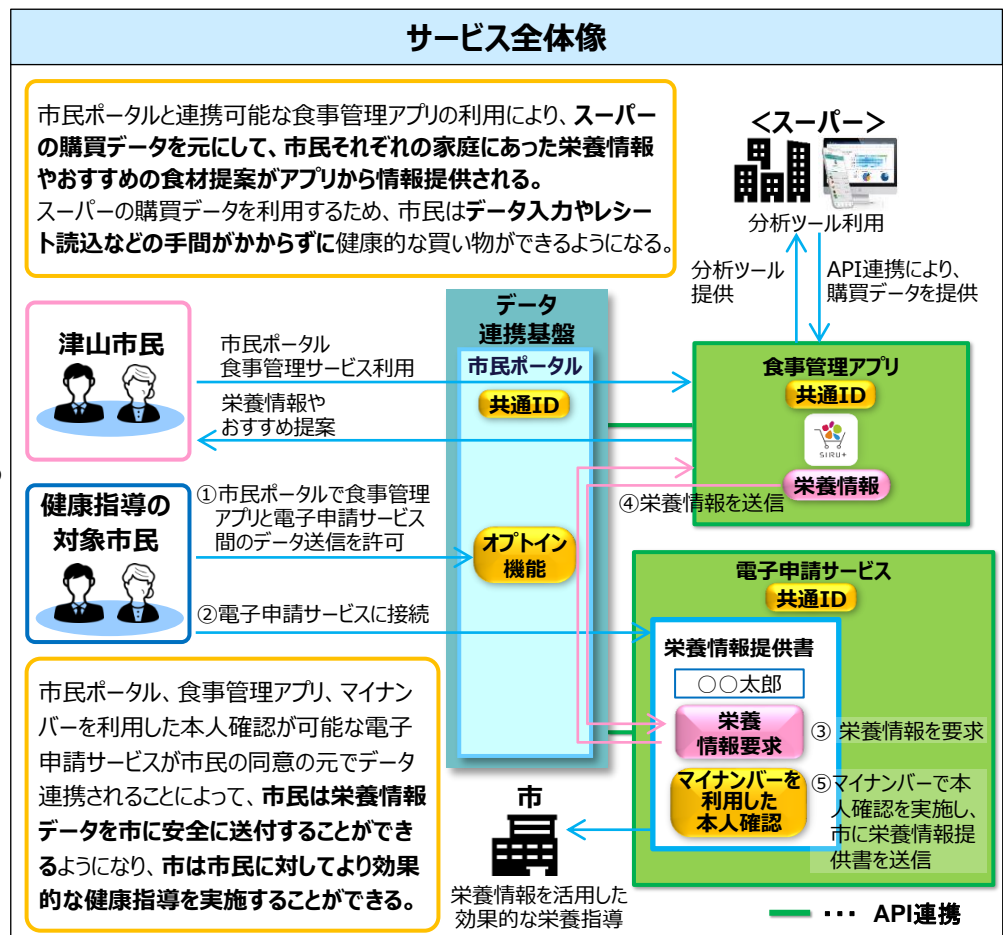 サービス全体像
市民ポータルと連携可能な食事管理アプリの利用により、スーパー
の購買データを元にして、市民それぞれの家庭にあった栄養情報
やおすすめの食材提案がアプリから情報提供される。
スーパーの購買データを利用するため、市民はデータ入力やレシー
ト読込などの手間がかからずに健康的な買い物ができるようになる。
＜スーパー＞
分析ツール利用
分析ツール
提供
API連携により、
購買データを提供
データ
連携基盤
市民ポータル
共通ID
オプトイン
機能
津山市民
市民ポータル
食事管理サービス利用
栄養情報や
おすすめ提案
食事管理アプリ
共通ID
SIRU+
栄養情報
④栄養情報を送信
健康指導の
対象市民
①市民ポータルで食事管理
アプリと電子申請サービス
間のデータ送信を許可
②電子申請サービスに接続
電子申請サービス
共通ID
栄養情報提供書
○○太郎
栄養
情報要求
③ 栄養情報を要求
マイナンバーを
利用した
本人確認
⑤マイナンバーで本
人確認を実施し、
市に栄養情報提
供書を送信
市民ポータル、食事管理アプリ、マイナン
バーを利用した本人確認が可能な電子
申請サービスが市民の同意の元でデータ
連携されることによって、市民は栄養情報
データを市に安全に送付することができ
るようになり、市は市民に対してより効果
的な健康指導を実施することができる。
市
栄養情報を活用した
効果的な栄養指導
･･･ API連携